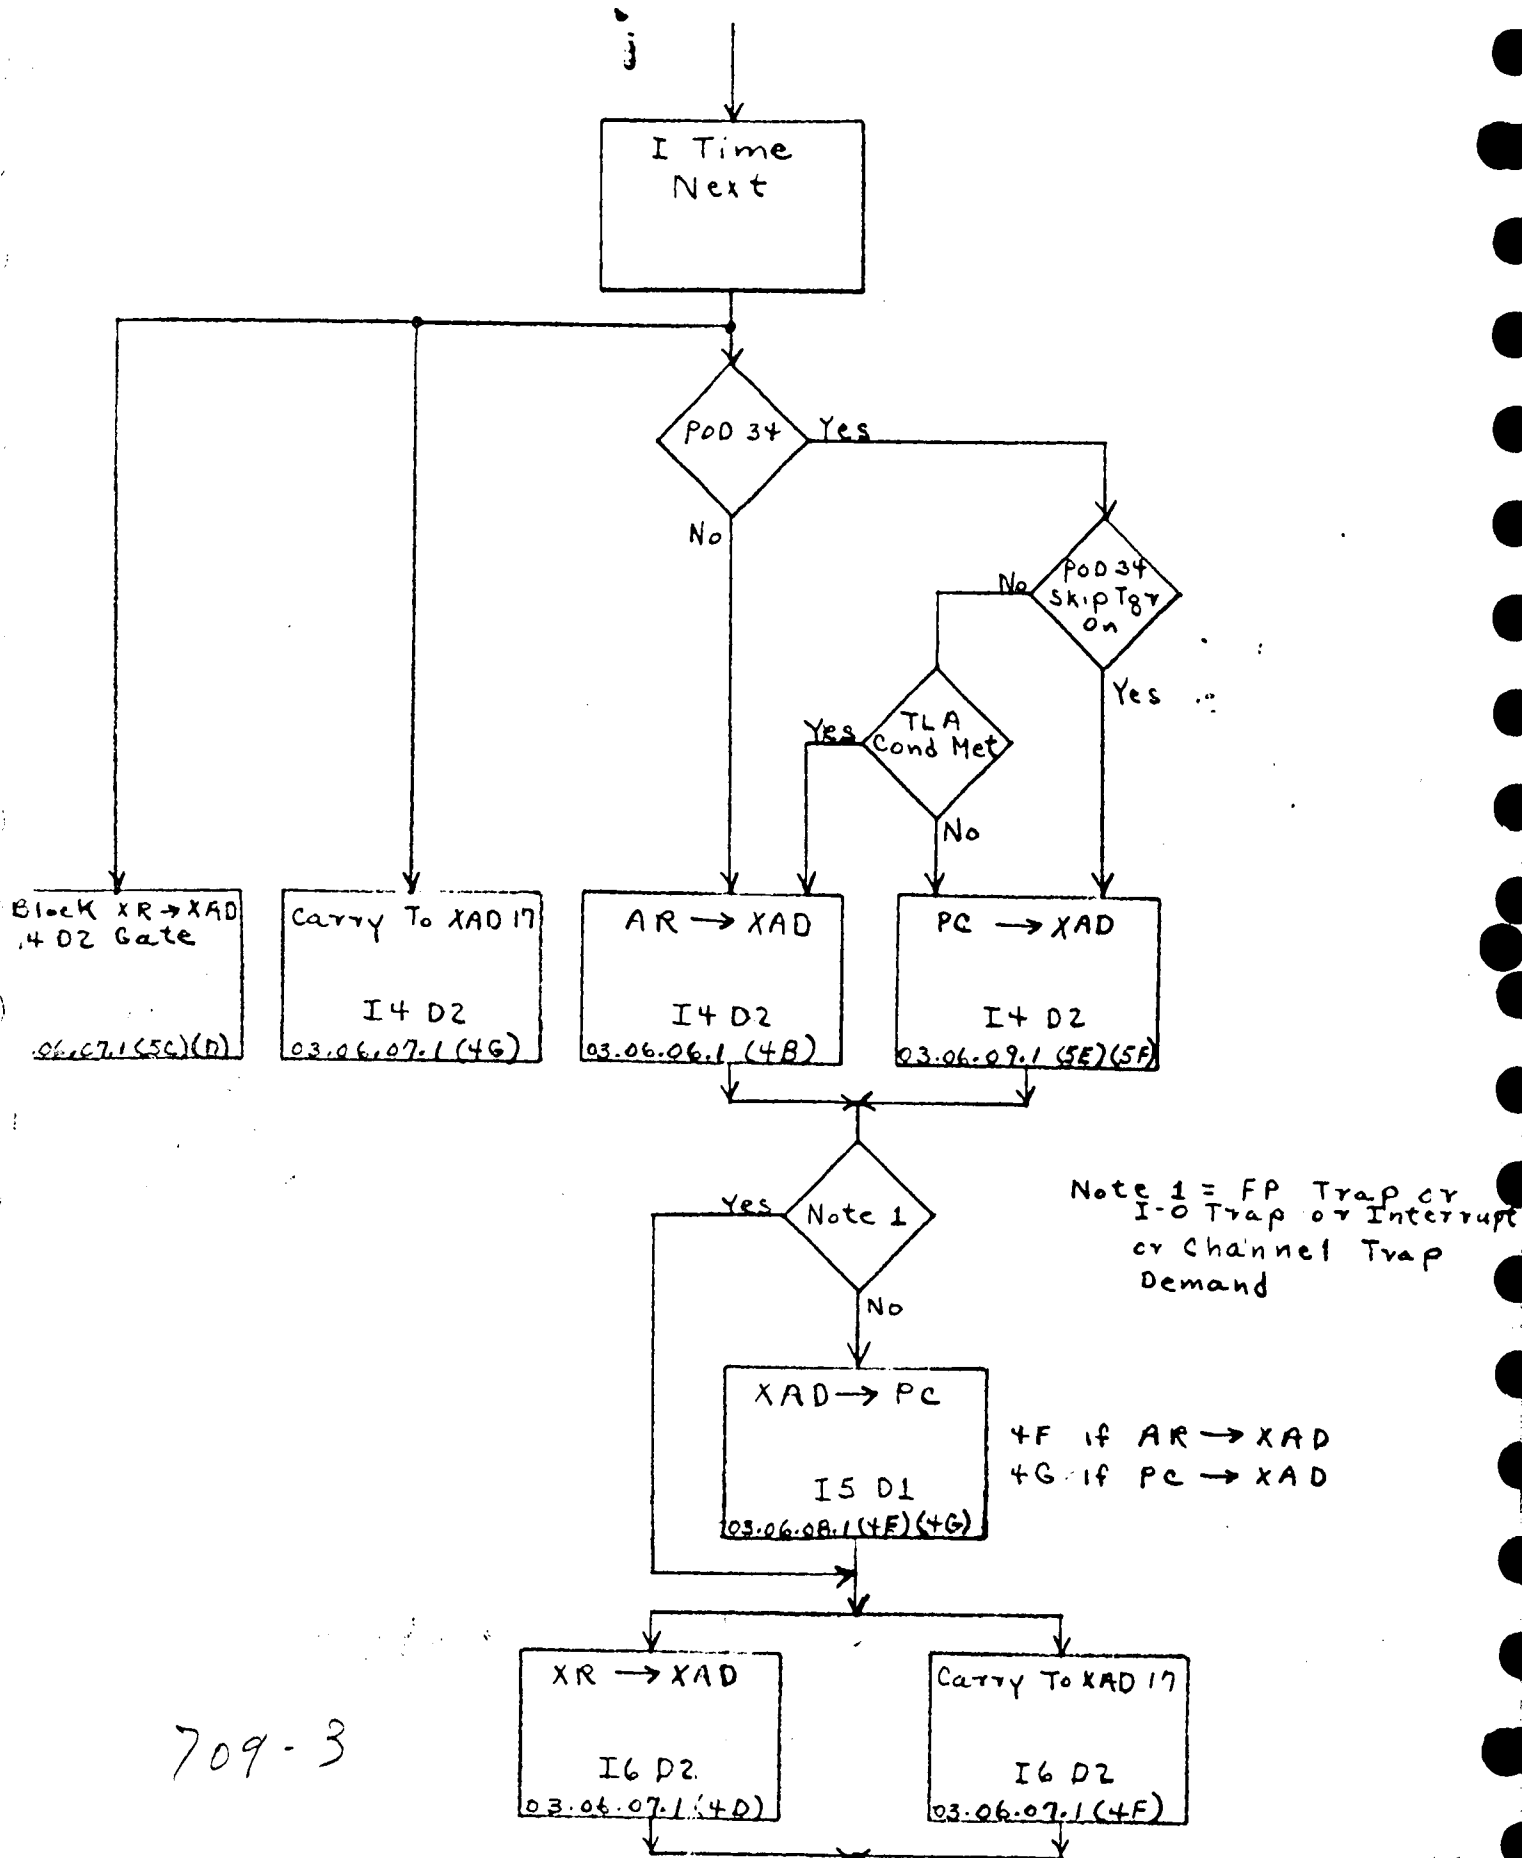 I Time
Next
POD 34
Yes
No
POD 34
Skip Tgr
On
No
Yes
TLA
Cond Met
Yes
No
Block XR → XAD
.4 D2 Gate
.06.07.1 (5C)(D)
Carry To XAD 17
I4 D2
03.06.07.1 (4G)
AR → XAD
I4 D2
03.06.06.1 (4B)
PC → XAD
I4 D2
03.06.09.1 (5E)(5F)
Note 1
Yes
No
Note 1 = FP Trap or
I-O Trap or Interrupt
or Channel Trap
Demand
XAD → PC
I5 D1
03.06.08.1 (4E)(4G)
4F if AR → XAD
4G if PC → XAD
XR → XAD
I6 D2
03.06.07.1 (4D)
Carry To XAD 17
I6 D2
03.06.07.1 (4F)
709-3